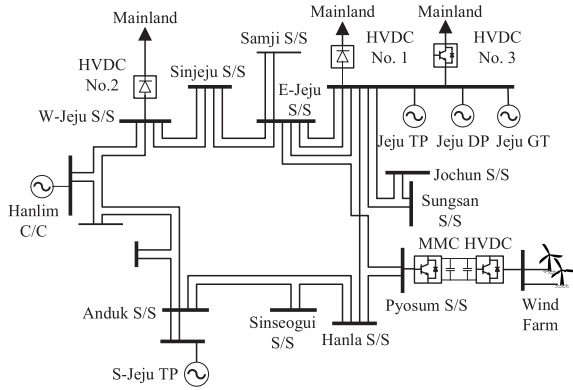 Mainland
Mainland
Mainland
HVDC
No.2
Samji S/S
HVDC
No. 1
HVDC
No. 3
Sinjeju S/S
E-Jeju
S/S
W-Jeju S/S
Jeju TP
Jeju DP
Jeju GT
Jochun S/S
Sungsan
S/S
Hanlim
C/C
MMC HVDC
Pyosum S/S
Wind
Farm
Anduk S/S
Sinseogui
S/S
Hanla S/S
S-Jeju TP